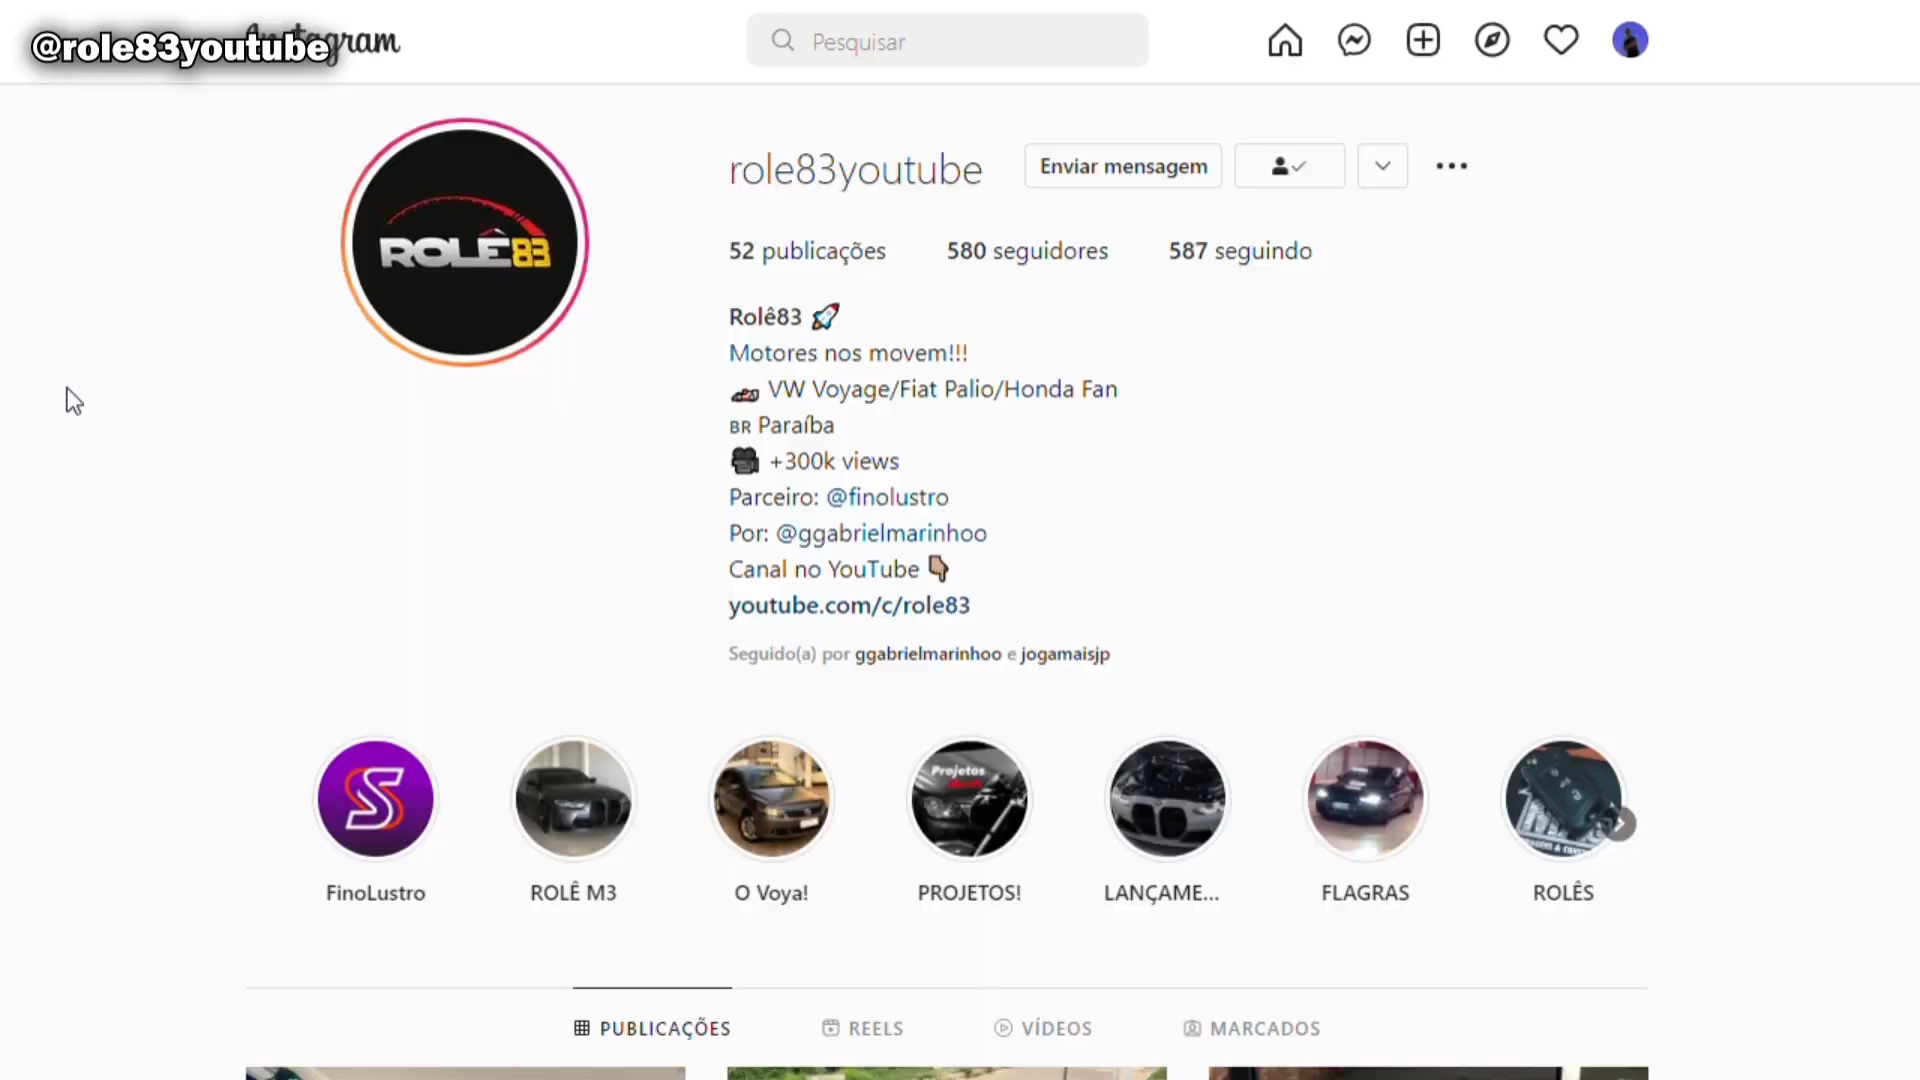 @role83youtube
Instagram
Pesquisar
ROLÊ83
role83youtube
Enviar mensagem
52 publicações
580 seguidores
587 seguindo
Rolê83 🚀
Motores nos movem!!!
🏎 VW Voyage/Fiat Palio/Honda Fan
BR Paraíba
🎥 +300k views
Parceiro: @finolustro
Por: @ggabrielmarinhoo
Canal no YouTube 👇🏽
youtube.com/c/role83
Seguido(a) por ggabrielmarinhoo e jogamaisjp
Projetos
FinoLustro
ROLÊ M3
O Voya!
PROJETOS!
LANÇAME...
FLAGRAS
ROLÊS
PUBLICAÇÕES
REELS
VÍDEOS
MARCADOS